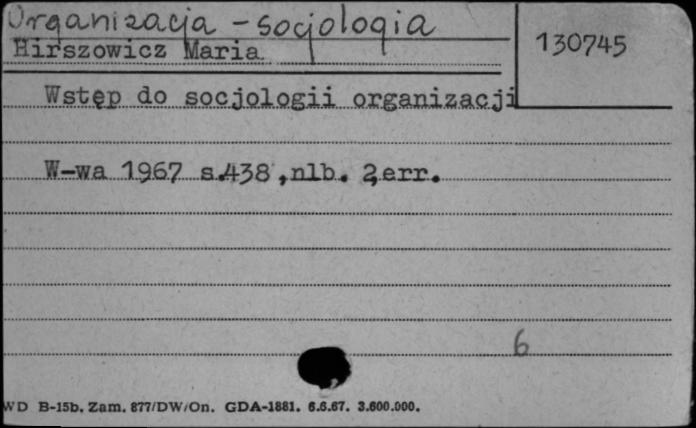 Organizacja - socjologia
130745
Hirszowicz Maria
Wstęp do socjologii organizacji
W-wa 1967 s.438,nlb. 2,err.
6
WD B-15b. Zam. 877/DW/On. GDA-1881. 6.6.67. 3.600.000.